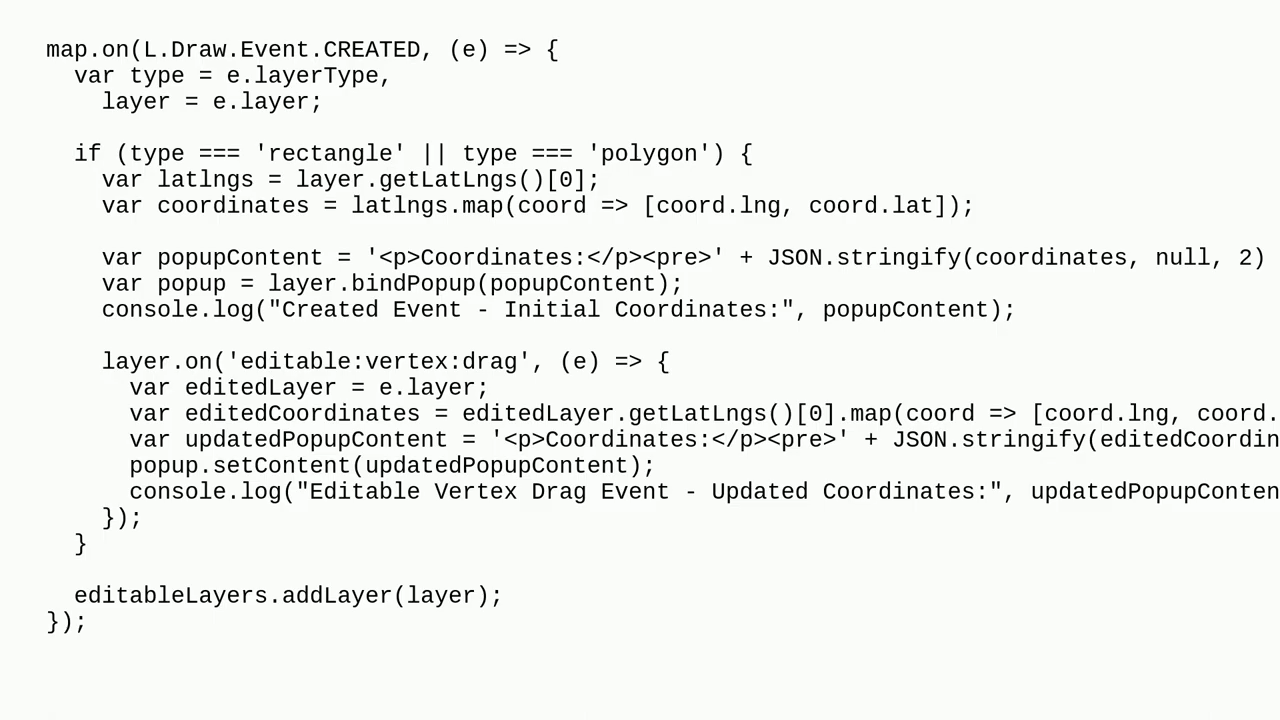 map.on(L.Draw.Event.CREATED, (e) => {
  var type = e.layerType,
    layer = e.layer;

  if (type === 'rectangle' || type === 'polygon') {
    var latlngs = layer.getLatLngs()[0];
    var coordinates = latlngs.map(coord => [coord.lng, coord.lat]);

    var popupContent = '<p>Coordinates:</p><pre>' + JSON.stringify(coordinates, null, 2)
    var popup = layer.bindPopup(popupContent);
    console.log("Created Event - Initial Coordinates:", popupContent);

    layer.on('editable:vertex:drag', (e) => {
      var editedLayer = e.layer;
      var editedCoordinates = editedLayer.getLatLngs()[0].map(coord => [coord.lng, coord.
      var updatedPopupContent = '<p>Coordinates:</p><pre>' + JSON.stringify(editedCoordin
      popup.setContent(updatedPopupContent);
      console.log("Editable Vertex Drag Event - Updated Coordinates:", updatedPopupConten
    });
  }

  editableLayers.addLayer(layer);
});